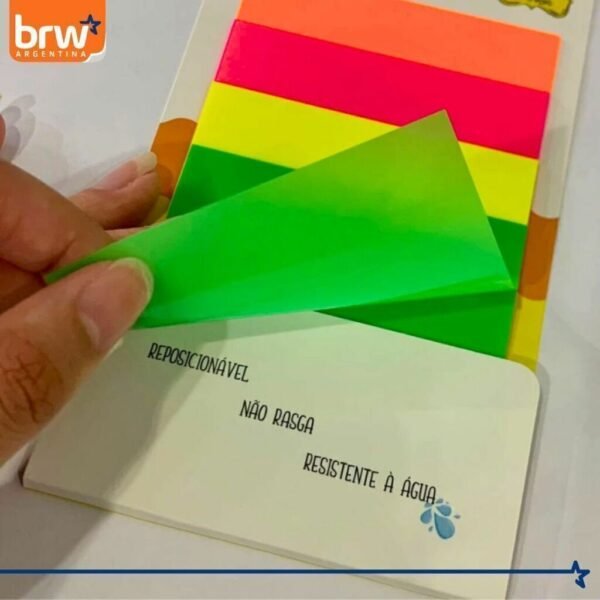 brw
ARGENTINA
REPOSICIONÁVEL
NÃO RASGA
RESISTENTE À ÁGUA